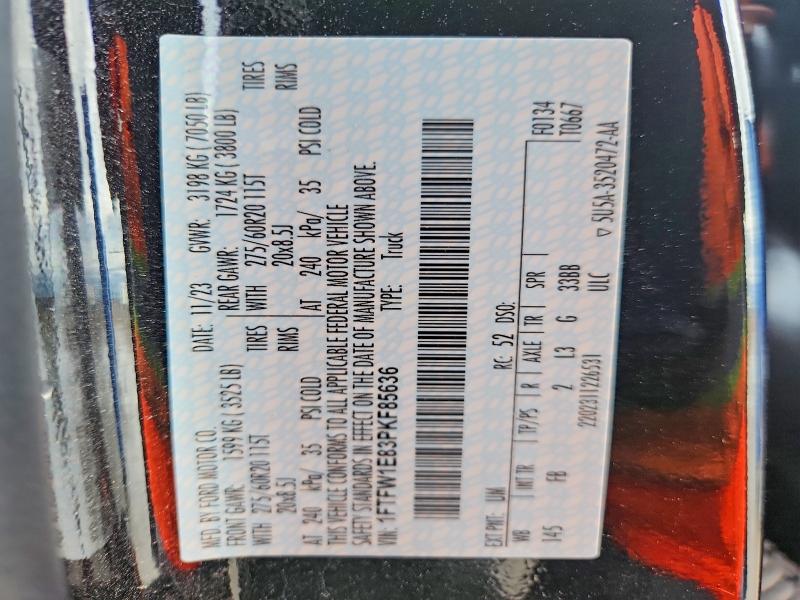 MFD. BY FORD MOTOR CO.
DATE: 11/23 GVWR: 3198 KG ( 7050 LB)
FRONT GAWR: 1599 KG ( 3525 LB)
REAR GAWR: 1724 KG ( 3800 LB)
WITH 275/60R20 115T TIRES
WITH 275/60R20 115T TIRES
20x8.5J RIMS
20x8.5J RIMS
AT 240 kPa/ 35 PSI COLD
AT 240 kPa/ 35 PSI COLD
THIS VEHICLE CONFORMS TO ALL APPLICABLE FEDERAL MOTOR VEHICLE
SAFETY STANDARDS IN EFFECT ON THE DATE OF MANUFACTURE SHOWN ABOVE.
VIN: 1FTFW1E83PKF85636 TYPE: Truck
EXT PNT: UM RC: 52 DSO:
WB INT TR TP/PS R AXLE TR SPR F0134
T0667
145 FB 2 L3 G 33BB
ULC
2202311226531 ▽ 5U5A-3520472-AA